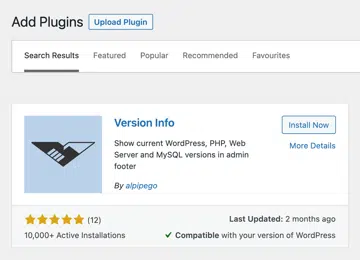 Add Plugins Upload Plugin
Search Results Featured Popular Recommended Favourites
Version Info
Install Now
Show current WordPress, PHP, Web
Server and MySQL versions in admin
footer
More Details
By alpipego
(12)
Last Updated: 2 months ago
10,000+ Active Installations
Compatible with your version of WordPress